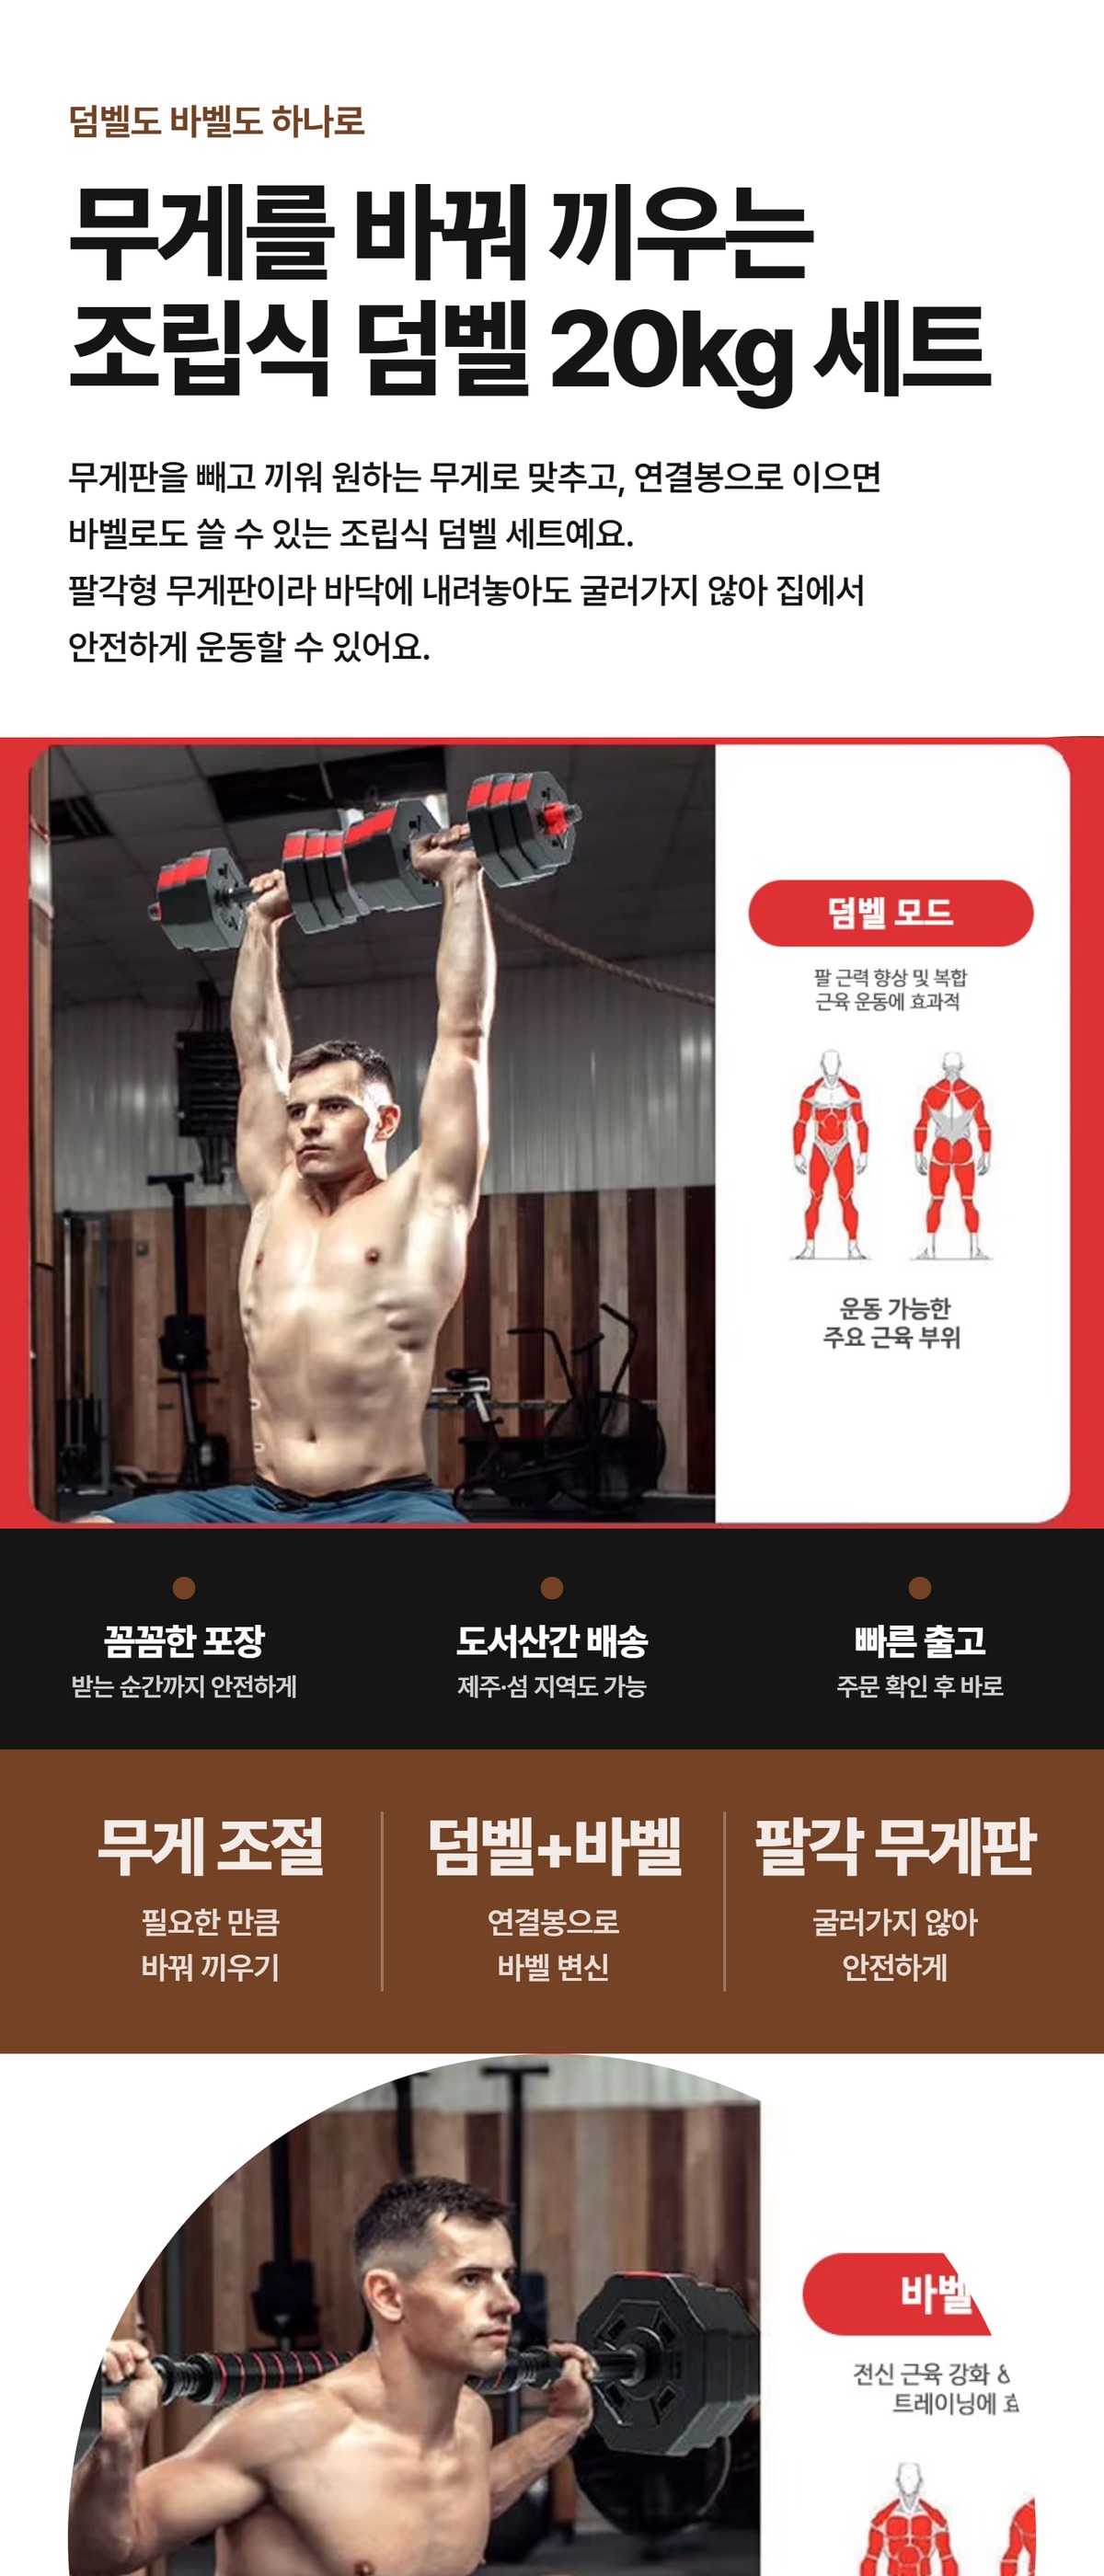 덤벨도 바벨도 하나로
무게를 바꿔 끼우는
조립식 덤벨 20kg 세트
무게판을 빼고 끼워 원하는 무게로 맞추고, 연결봉으로 이으면
바벨로도 쓸 수 있는 조립식 덤벨 세트예요.
팔각형 무게판이라 바닥에 내려놓아도 굴러가지 않아 집에서
안전하게 운동할 수 있어요.
덤벨 모드
팔 근력 향상 및 복합
근육 운동에 효과적
운동 가능한
주요 근육 부위
꼼꼼한 포장
받는 순간까지 안전하게
도서산간 배송
제주·섬 지역도 가능
빠른 출고
주문 확인 후 바로
무게 조절
필요한 만큼
바꿔 끼우기
덤벨+바벨
연결봉으로
바벨 변신
팔각 무게판
굴러가지 않아
안전하게
바벨
전신 근육 강화 &
트레이닝에 효